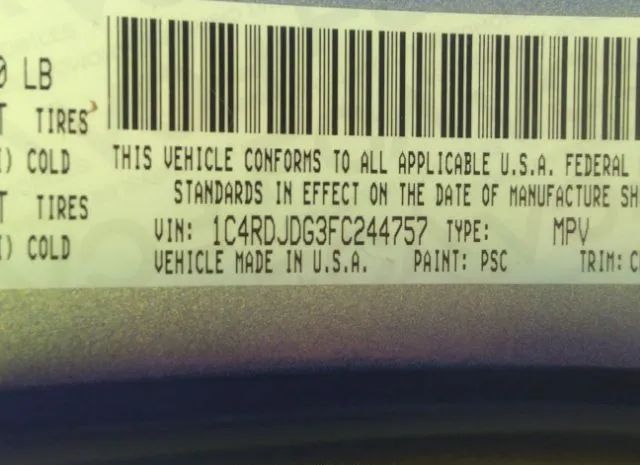 0 LB
T TIRES
I) COLD
T TIRES
I) COLD
THIS VEHICLE CONFORMS TO ALL APPLICABLE U.S.A. FEDERAL
STANDARDS IN EFFECT ON THE DATE OF MANUFACTURE SH
VIN: 1C4RDJDG3FC244757 TYPE: MPV
VEHICLE MADE IN U.S.A. PAINT: PSC TRIM: C